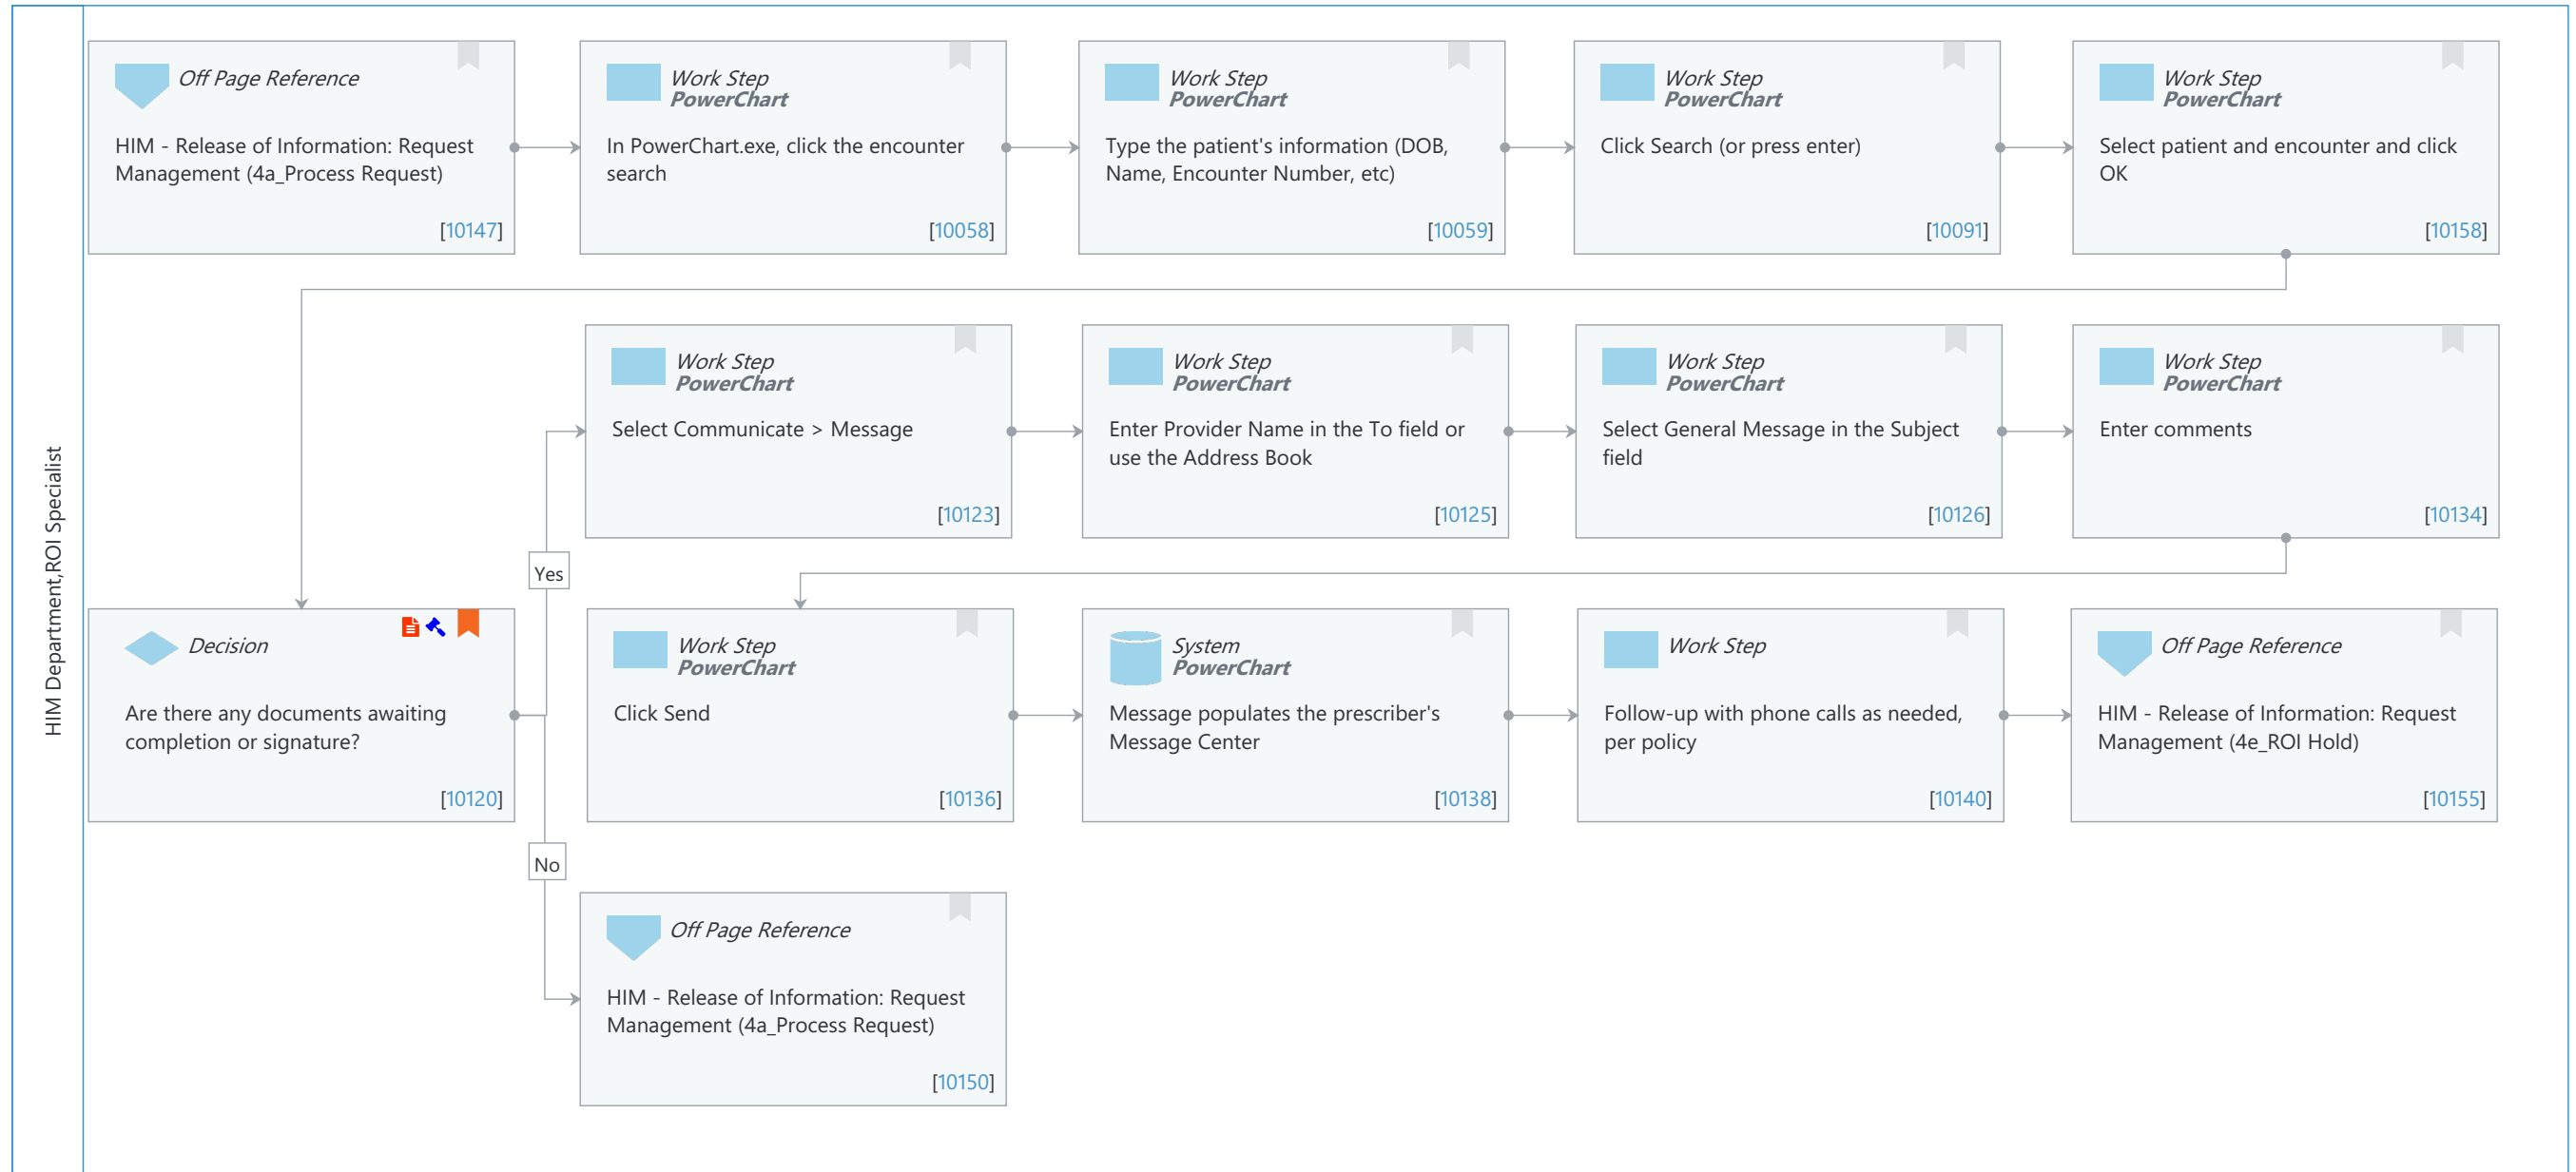 HIM Department,ROI Specialist
Off Page Reference
HIM - Release of Information: Request
Management (4a_Process Request)
[10147]
Work Step
PowerChart
In PowerChart.exe, click the encounter
search
[10058]
Work Step
PowerChart
Type the patient's information (DOB,
Name, Encounter Number, etc)
[10059]
Work Step
PowerChart
Click Search (or press enter)
[10091]
Work Step
PowerChart
Select patient and encounter and click
OK
[10158]
Decision
Are there any documents awaiting
completion or signature?
[10120]
Yes
Work Step
PowerChart
Select Communicate > Message
[10123]
Work Step
PowerChart
Enter Provider Name in the To field or
use the Address Book
[10125]
Work Step
PowerChart
Select General Message in the Subject
field
[10126]
Work Step
PowerChart
Enter comments
[10134]
Work Step
PowerChart
Click Send
[10136]
System
PowerChart
Message populates the prescriber's
Message Center
[10138]
Work Step
Follow-up with phone calls as needed,
per policy
[10140]
Off Page Reference
HIM - Release of Information: Request
Management (4e_ROI Hold)
[10155]
No
Off Page Reference
HIM - Release of Information: Request
Management (4a_Process Request)
[10150]